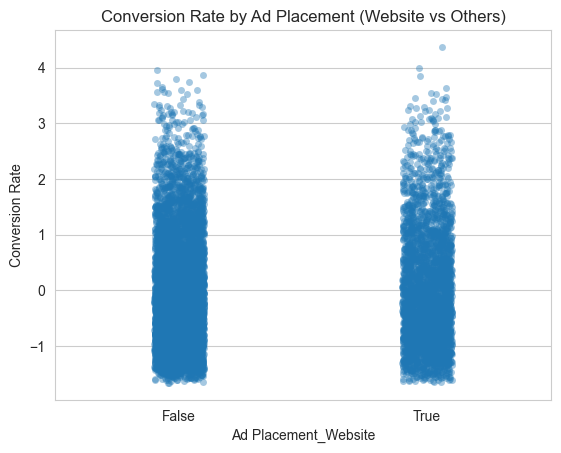 Conversion Rate by Ad Placement (Website vs Others)
Conversion Rate
4
3
2
1
0
−1
False
True
Ad Placement_Website